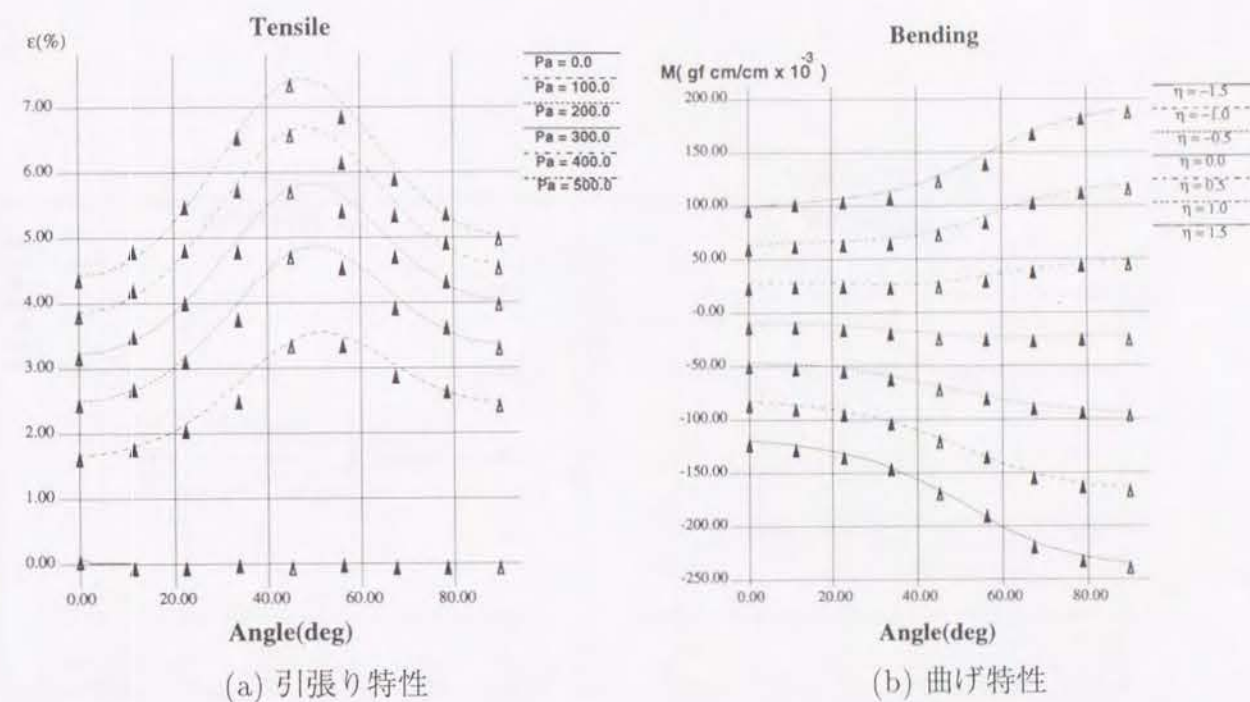 Tensile
ε(%)
7.00
6.00
5.00
4.00
3.00
2.00
1.00
0.00
0.00 20.00 40.00 60.00 80.00
Angle(deg)
Pa = 0.0
Pa = 100.0
Pa = 200.0
Pa = 300.0
Pa = 400.0
Pa = 500.0
(a) 引張り特性
Bending
M( gf cm/cm x 10⁻³ )
200.00
150.00
100.00
50.00
-0.00
-50.00
-100.00
-150.00
-200.00
-250.00
0.00 20.00 40.00 60.00 80.00
Angle(deg)
η = -1.5
η = -1.0
η = -0.5
η = 0.0
η = 0.5
η = 1.0
η = 1.5
(b) 曲げ特性